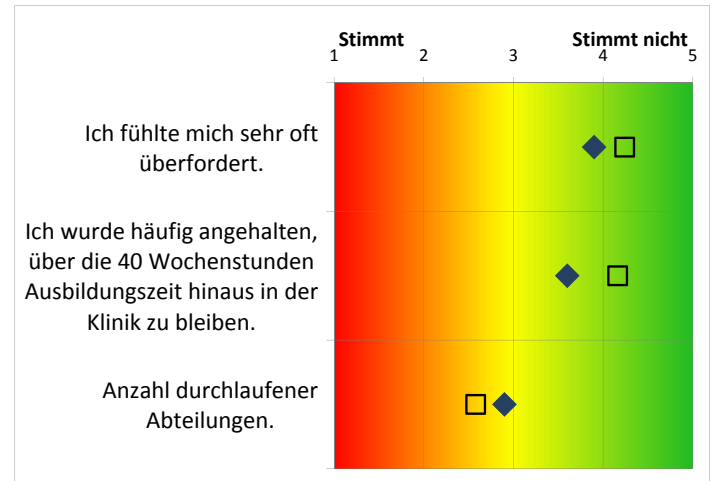 Stimmt Stimmt nicht
1 2 3 4 5
Ich fühlte mich sehr oft
überfordert.
Ich wurde häufig angehalten,
über die 40 Wochenstunden
Ausbildungszeit hinaus in der
Klinik zu bleiben.
Anzahl durchlaufener
Abteilungen.